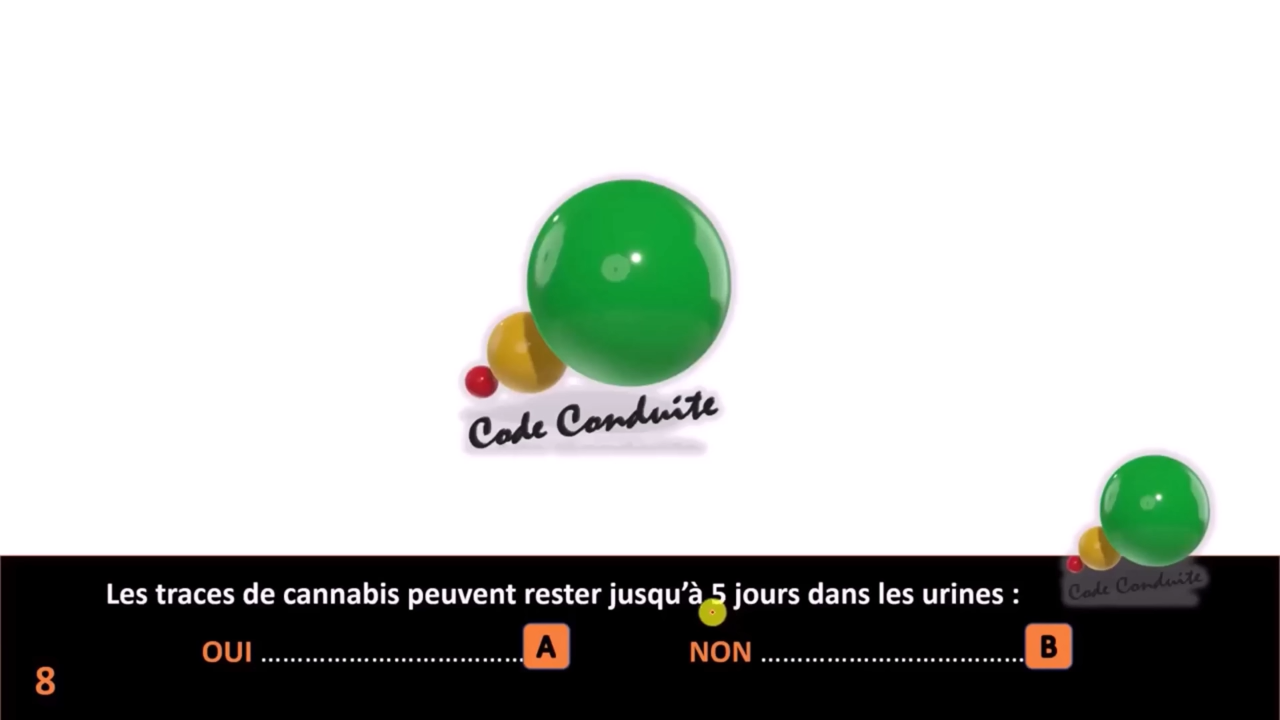 Code Conduite
Code Conduite
Les traces de cannabis peuvent rester jusqu'à 5 jours dans les urines :
OUI ................................... A NON ................................... B
8